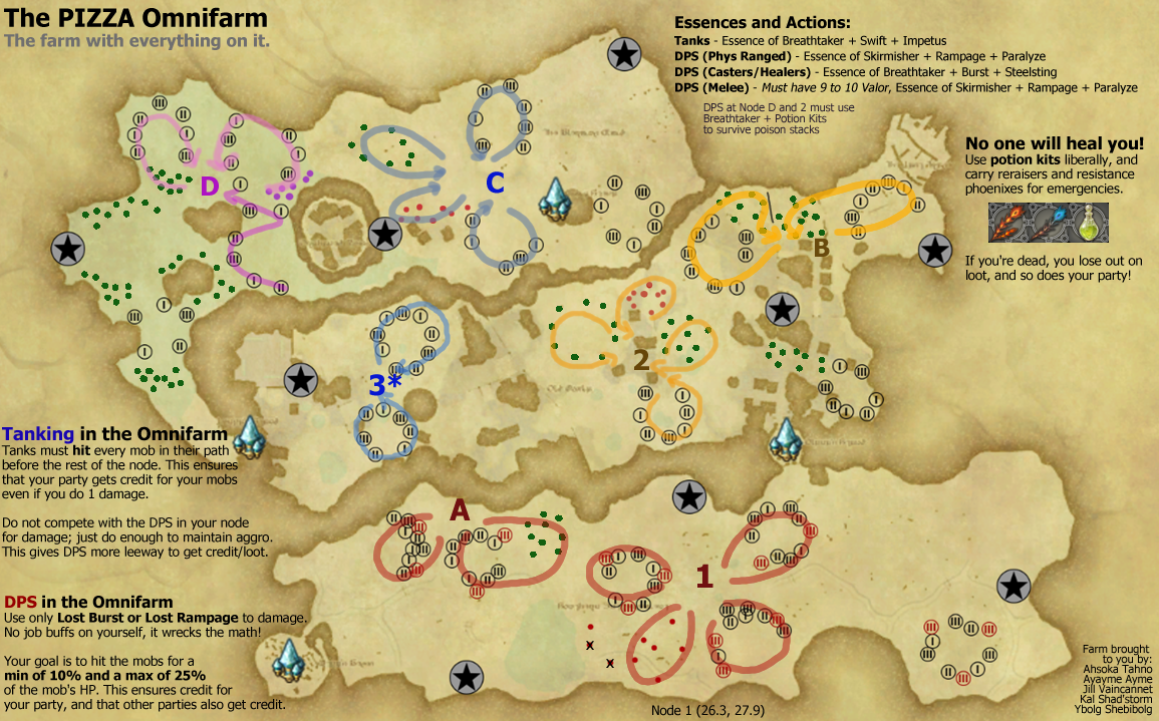 The PIZZA Omnifarm
The farm with everything on it.
Essences and Actions:
Tanks - Essence of Breathtaker + Swift + Impetus
DPS (Phys Ranged) - Essence of Skirmisher + Rampage + Paralyze
DPS (Casters/Healers) - Essence of Breathtaker + Burst + Steelsting
DPS (Melee) - Must have 9 to 10 Valor, Essence of Skirmisher + Rampage + Paralyze
DPS at Node D and 2 must use
Breathtaker + Potion Kits
to survive poison stacks
No one will heal you!
Use potion kits liberally, and
carry reraisers and resistance
phoenixes for emergencies.
If you're dead, you lose out on
loot, and so does your party!
D
C
B
2
3*
A
1
Tanking in the Omnifarm
Tanks must hit every mob in their path
before the rest of the node. This ensures
that your party gets credit for your mobs
even if you do 1 damage.
Do not compete with the DPS in your node
for damage; just do enough to maintain aggro.
This gives DPS more leeway to get credit/loot.
DPS in the Omnifarm
Use only Lost Burst or Lost Rampage to damage.
No job buffs on yourself, it wrecks the math!
Your goal is to hit the mobs for a
min of 10% and a max of 25%
of the mob's HP. This ensures credit for
your party, and that other parties also get credit.
Node 1 (26.3, 27.9)
Farm brought
to you by:
Ahsoka Tahno
Ayayme Ayme
Jill Vaincannet
Kal Shad'storm
Ybolg Shebibolg